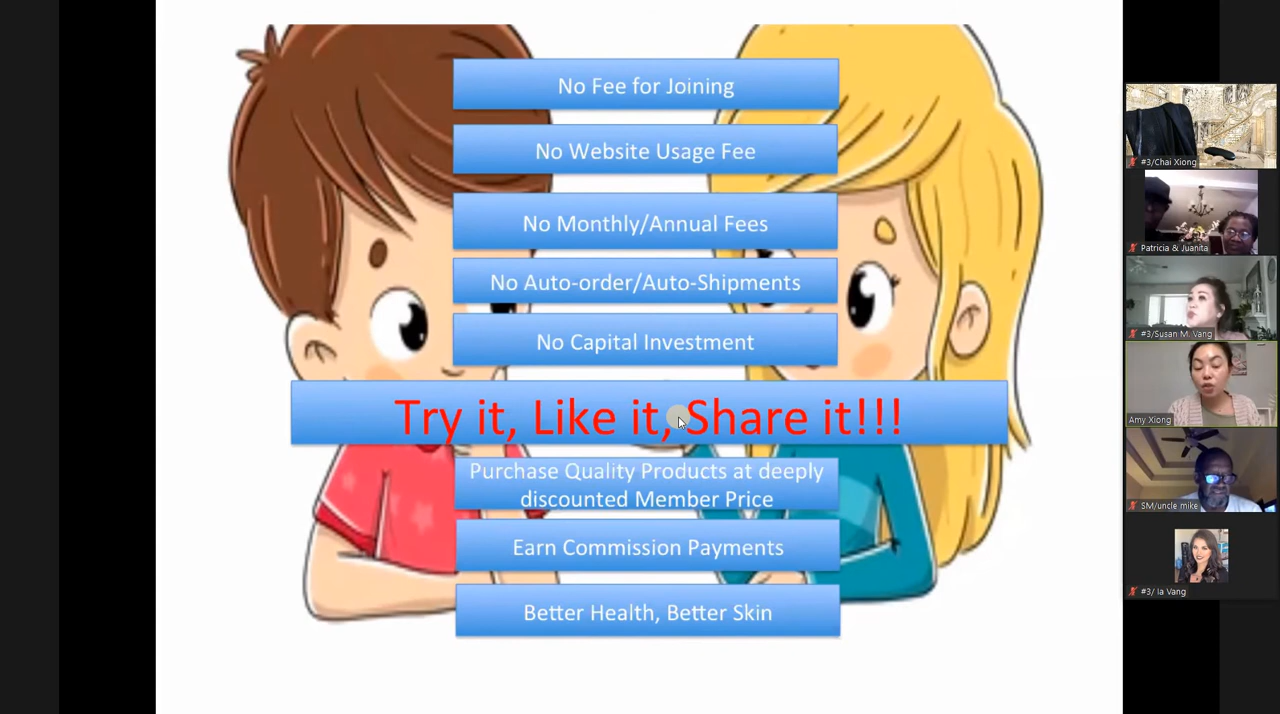 No Fee for Joining
No Website Usage Fee
No Monthly/Annual Fees
No Auto-order/Auto-Shipments
No Capital Investment
Try it, Like it, Share it!!!
Purchase Quality Products at deeply
discounted Member Price
Earn Commission Payments
Better Health, Better Skin
#3/Chai Xiong
Patricia & Juanita
#3/Susan M. Vang
Amy Xiong
SM/uncle mike
#3/ Ia Vang